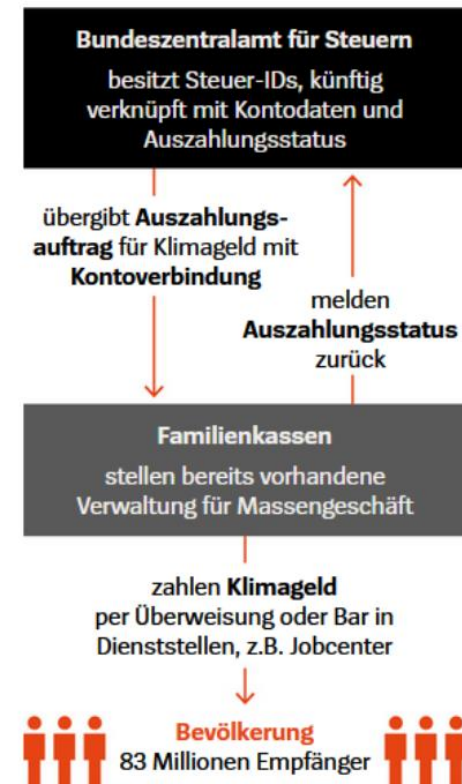 Bundeszentralamt für Steuern
besitzt Steuer-IDs, künftig
verknüpft mit Kontodaten und
Auszahlungsstatus
übergibt Auszahlungs-
auftrag für Klimageld mit
Kontoverbindung
melden
Auszahlungsstatus
zurück
Familienkassen
stellen bereits vorhandene
Verwaltung für Massengeschäft
zahlen Klimageld
per Überweisung oder Bar in
Dienststellen, z.B. Jobcenter
Bevölkerung
83 Millionen Empfänger